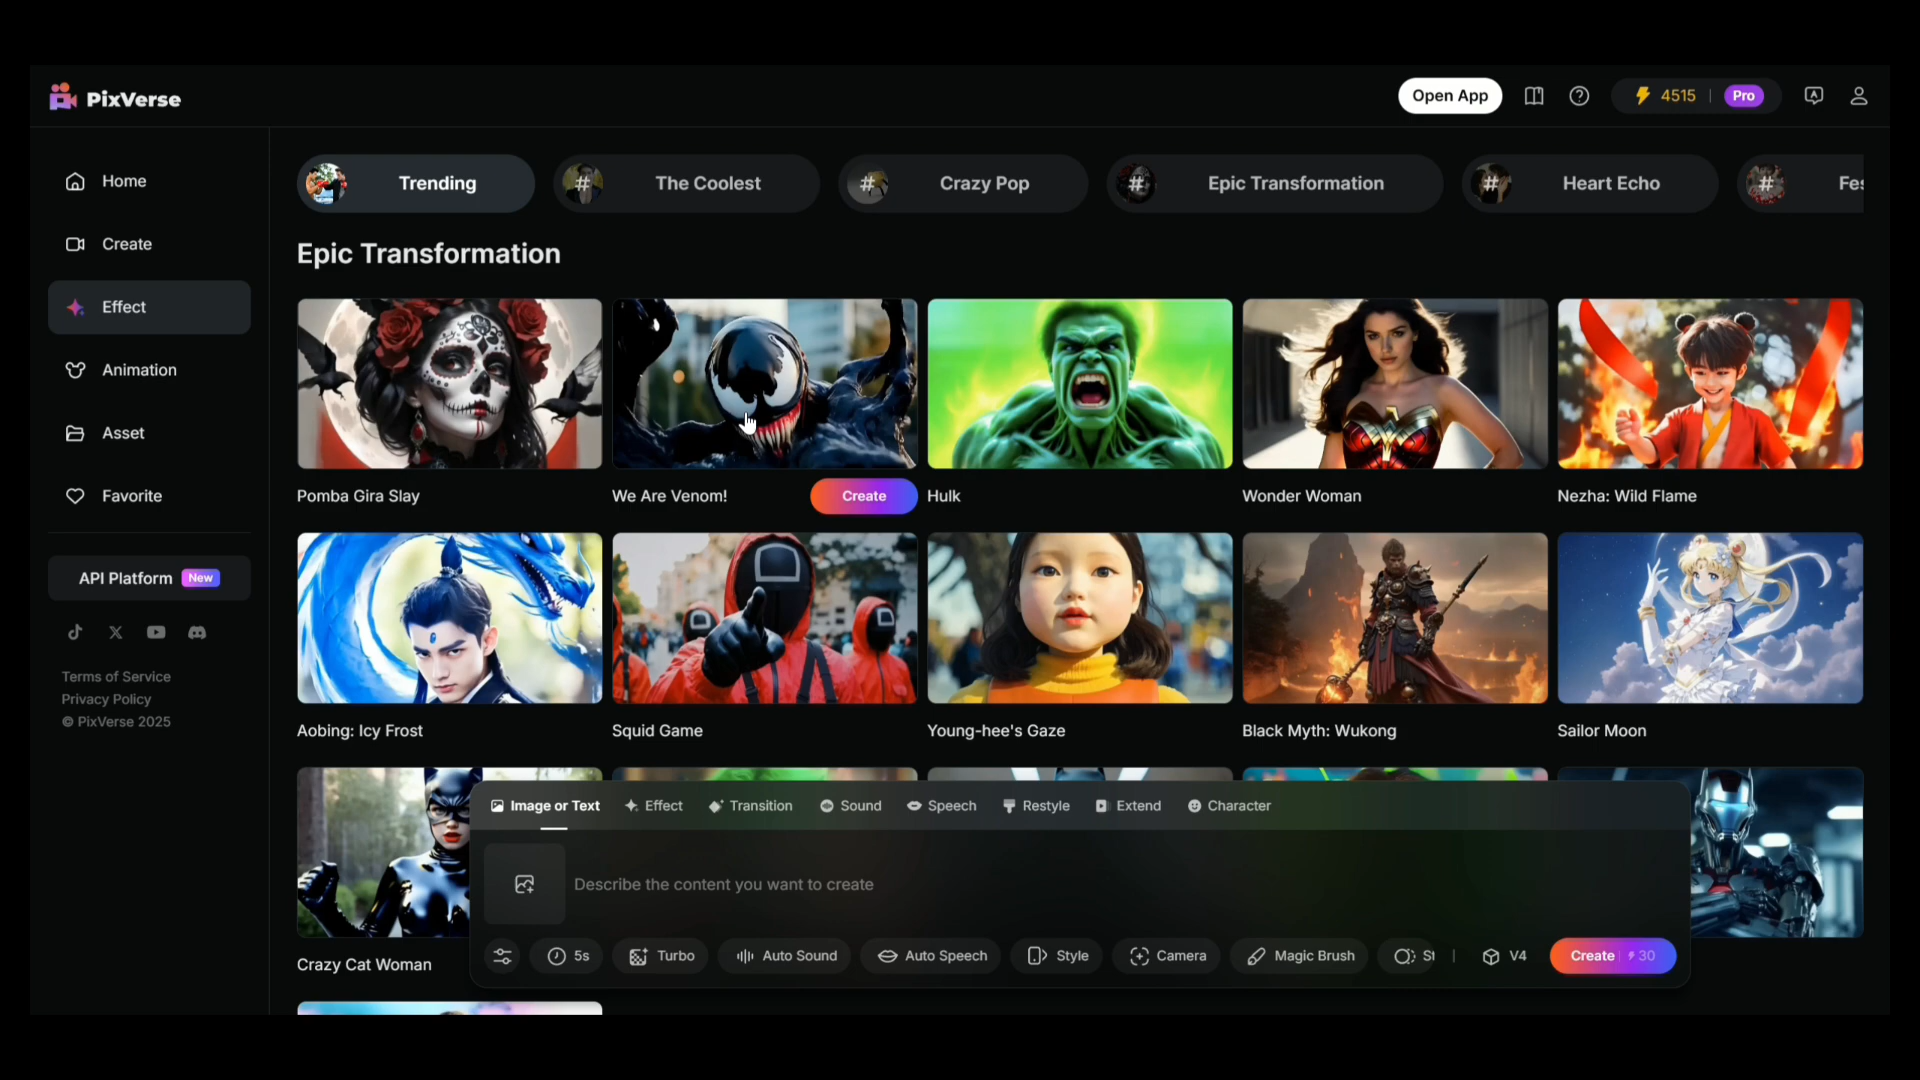 PixVerse
Open App
4515
Pro
Home
Create
Effect
Animation
Asset
Favorite
API Platform New
Terms of Service
Privacy Policy
© PixVerse 2025
Trending
# The Coolest
# Crazy Pop
# Epic Transformation
# Heart Echo
# Fes
Epic Transformation
Pomba Gira Slay
We Are Venom!
Create
Hulk
Wonder Woman
Nezha: Wild Flame
Aobing: Icy Frost
Squid Game
Young-hee's Gaze
Black Myth: Wukong
Sailor Moon
Crazy Cat Woman
Image or Text
Effect
Transition
Sound
Speech
Restyle
Extend
Character
Describe the content you want to create
5s
Turbo
Auto Sound
Auto Speech
Style
Camera
Magic Brush
V4
Create 30